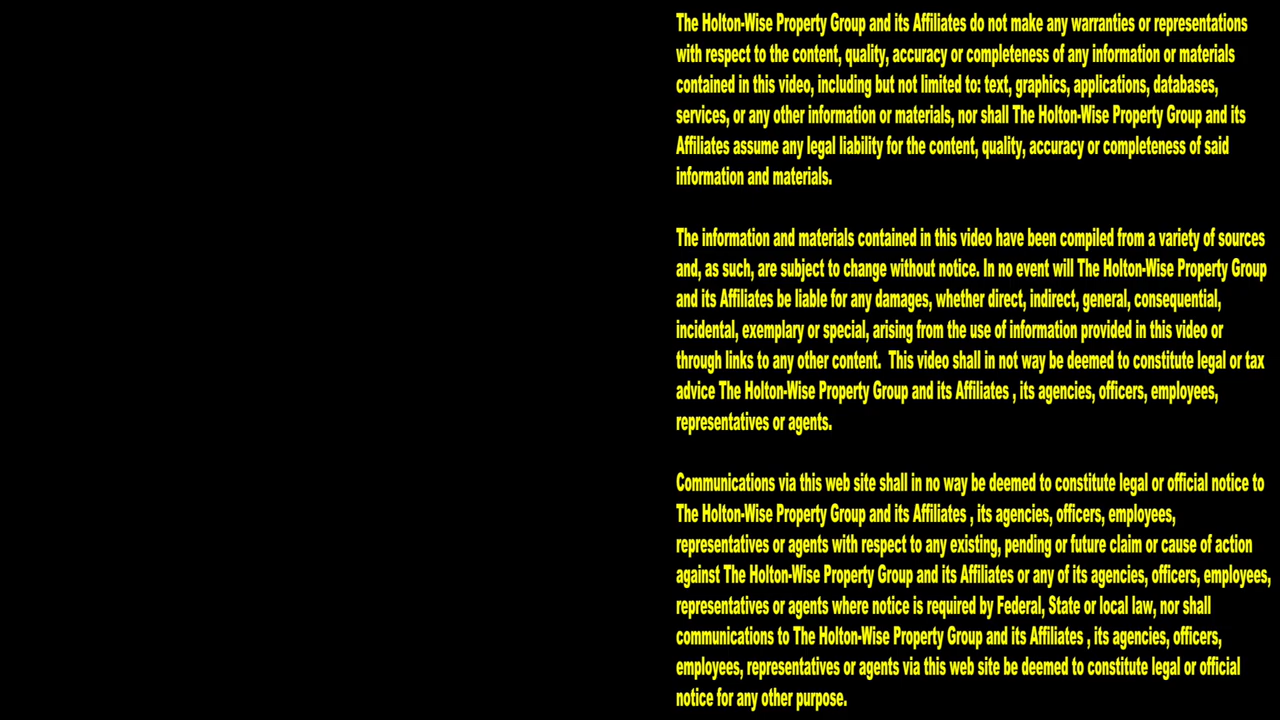 The Holton-Wise Property Group and its Affiliates do not make any warranties or representations
with respect to the content, quality, accuracy or completeness of any information or materials
contained in this video, including but not limited to: text, graphics, applications, databases,
services, or any other information or materials, nor shall The Holton-Wise Property Group and its
Affiliates assume any legal liability for the content, quality, accuracy or completeness of said
information and materials.
The information and materials contained in this video have been compiled from a variety of sources
and, as such, are subject to change without notice. In no event will The Holton-Wise Property Group
and its Affiliates be liable for any damages, whether direct, indirect, general, consequential,
incidental, exemplary or special, arising from the use of information provided in this video or
through links to any other content.  This video shall in not way be deemed to constitute legal or tax
advice The Holton-Wise Property Group and its Affiliates , its agencies, officers, employees,
representatives or agents.
Communications via this web site shall in no way be deemed to constitute legal or official notice to
The Holton-Wise Property Group and its Affiliates , its agencies, officers, employees,
representatives or agents with respect to any existing, pending or future claim or cause of action
against The Holton-Wise Property Group and its Affiliates or any of its agencies, officers, employees,
representatives or agents where notice is required by Federal, State or local law, nor shall
communications to The Holton-Wise Property Group and its Affiliates , its agencies, officers,
employees, representatives or agents via this web site be deemed to constitute legal or official
notice for any other purpose.